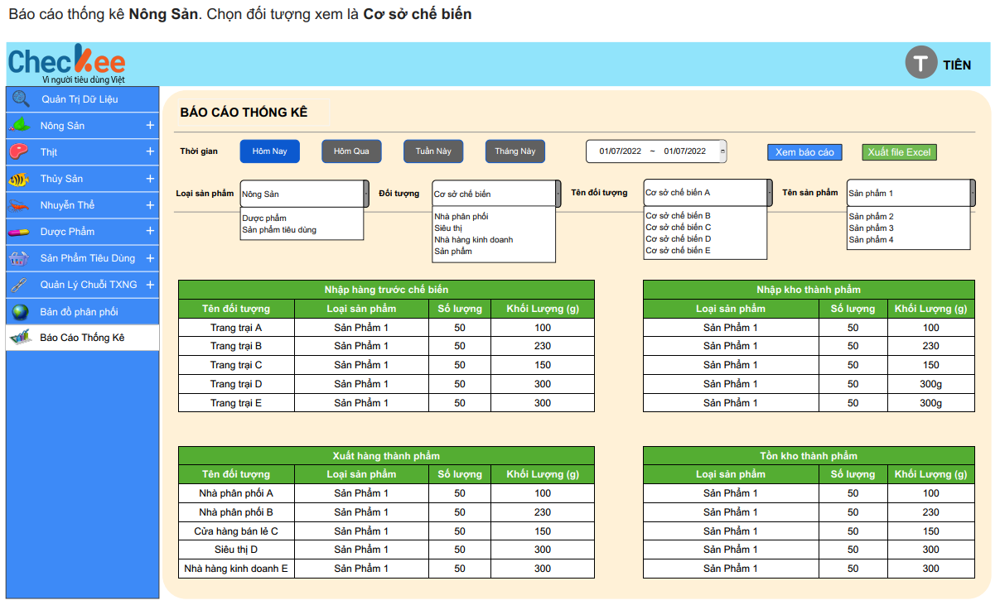 Báo cáo thống kê Nông Sản. Chọn đối tượng xem là Cơ sở chế biến
Checkee
Vì người tiêu dùng Việt
T TIÊN
Quản Trị Dữ Liệu
Nông Sản +
Thịt +
Thủy Sản +
Nhuyễn Thể +
Dược Phẩm +
Sản Phẩm Tiêu Dùng +
Quản Lý Chuỗi TXNG +
Bản đồ phân phối
Báo Cáo Thống Kê
BÁO CÁO THỐNG KÊ
Thời gian Hôm Nay Hôm Qua Tuần Này Tháng Này 01/07/2022 ~ 01/07/2022 Xem báo cáo Xuất file Excel
Loại sản phẩm Nông Sản Đối tượng Cơ sở chế biến Tên đối tượng Cơ sở chế biến A Tên sản phẩm Sản phẩm 1
Dược phẩm
Sản phẩm tiêu dùng
Nhà phân phối
Siêu thị
Nhà hàng kinh doanh
Sản phẩm
Cơ sở chế biến B
Cơ sở chế biến C
Cơ sở chế biến D
Cơ sở chế biến E
Sản phẩm 2
Sản phẩm 3
Sản phẩm 4
Nhập hàng trước chế biến
Tên đối tượng Loại sản phẩm Số lượng Khối Lượng (g)
Trang trại A Sản Phẩm 1 50 100
Trang trại B Sản Phẩm 1 50 230
Trang trại C Sản Phẩm 1 50 150
Trang trại D Sản Phẩm 1 50 300
Trang trại E Sản Phẩm 1 50 300
Nhập kho thành phẩm
Loại sản phẩm Số lượng Khối Lượng (g)
Sản Phẩm 1 50 100
Sản Phẩm 1 50 230
Sản Phẩm 1 50 150
Sản Phẩm 1 50 300g
Sản Phẩm 1 50 300g
Xuất hàng thành phẩm
Tên đối tượng Loại sản phẩm Số lượng Khối Lượng (g)
Nhà phân phối A Sản Phẩm 1 50 100
Nhà phân phối B Sản Phẩm 1 50 230
Cửa hàng bán lẻ C Sản Phẩm 1 50 150
Siêu thị D Sản Phẩm 1 50 300
Nhà hàng kinh doanh E Sản Phẩm 1 50 300
Tồn kho thành phẩm
Loại sản phẩm Số lượng Khối Lượng (g)
Sản Phẩm 1 50 100
Sản Phẩm 1 50 230
Sản Phẩm 1 50 150
Sản Phẩm 1 50 300
Sản Phẩm 1 50 300